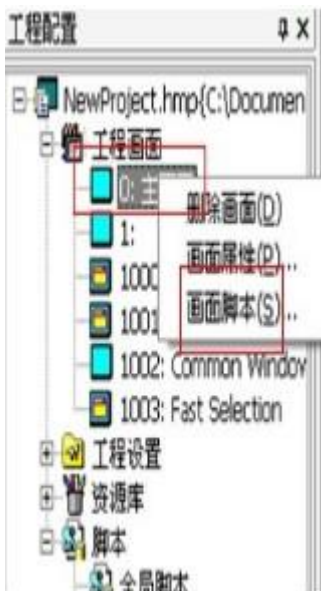 工程配置
NewProject.hmp{C:\Documen
工程画面
0: 主
删除画面(D)
1:
画面属性(P)..
1000
画面脚本(S)..
1001
1002: Common Window
1003: Fast Selection
工程设置
资源库
脚本
全局脚本